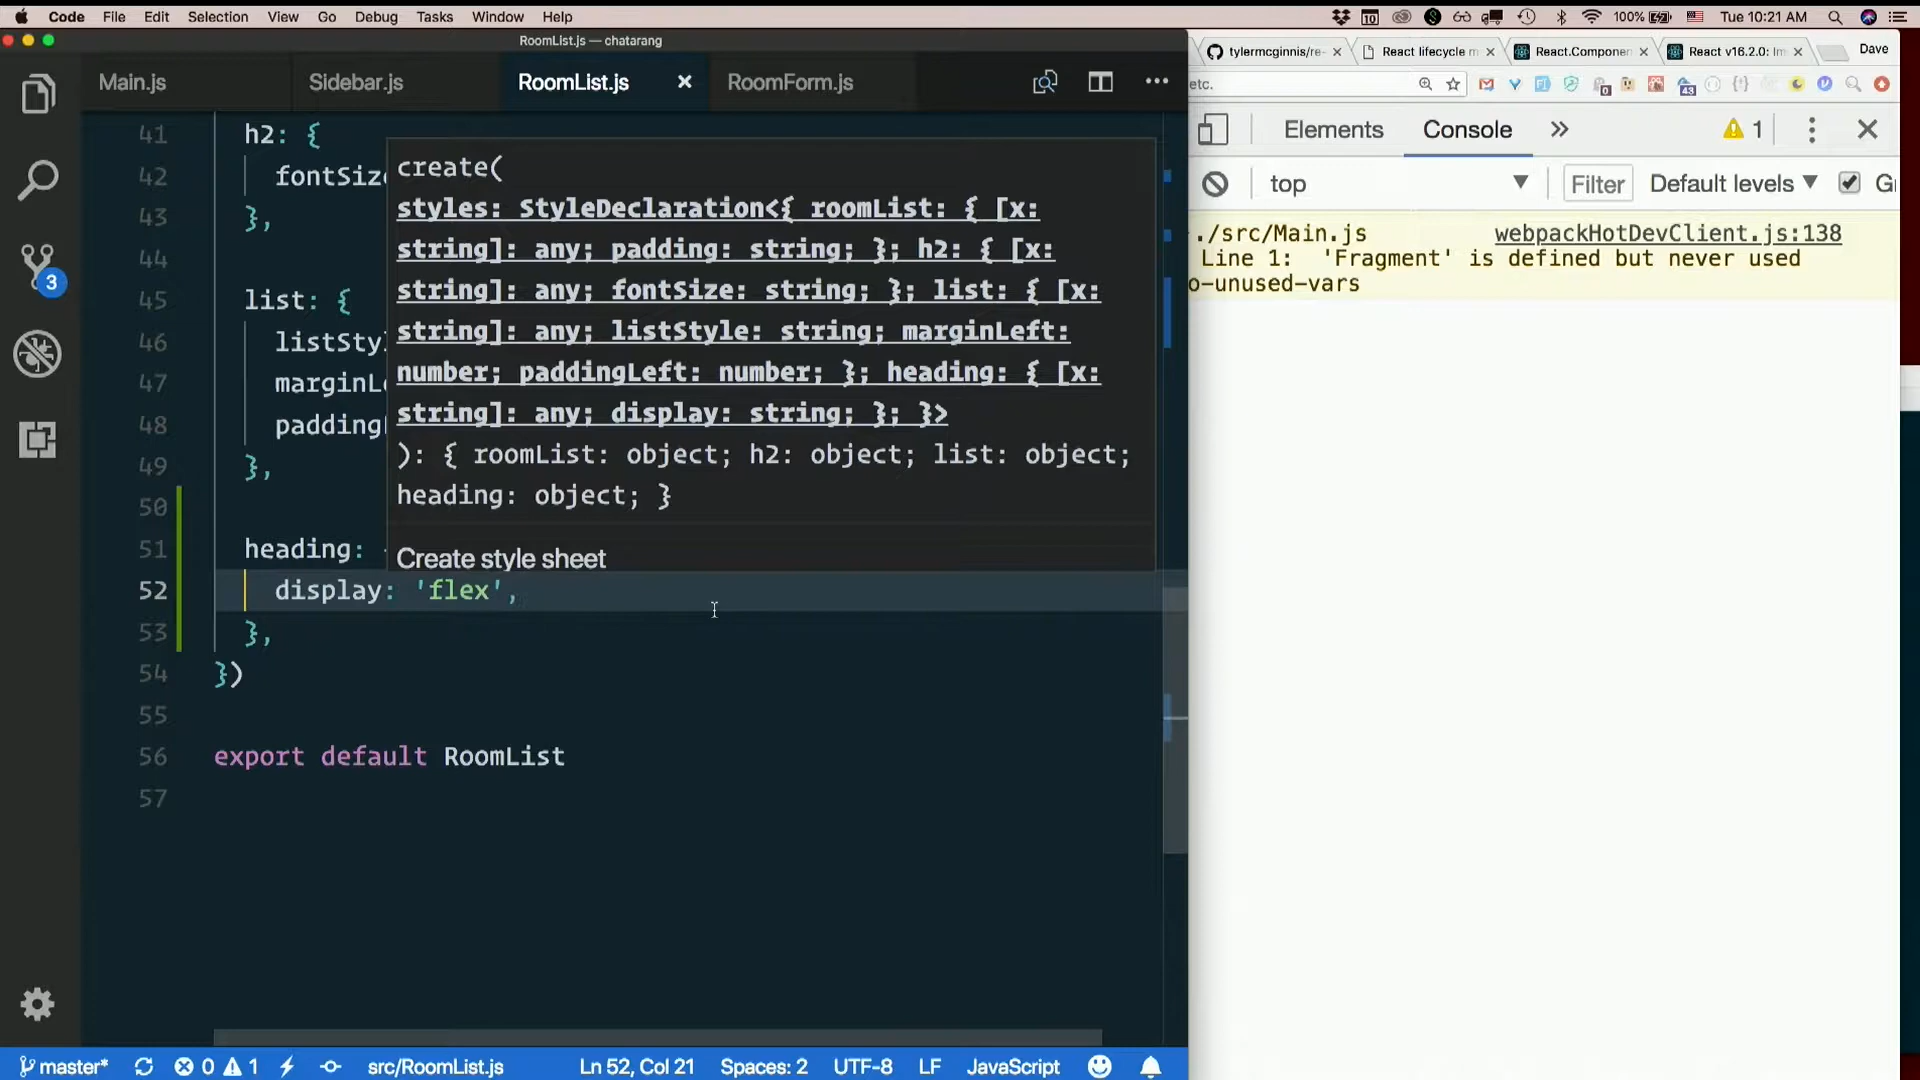 Code File Edit Selection View Go Debug Tasks Window Help
10 100% Tue 10:21 AM
RoomList.js — chatarang
Main.js Sidebar.js RoomList.js RoomForm.js
41 h2: {
42 fontSize
43 },
44
45 list: {
46 listStyl
47 marginLe
48 padding
49 },
50
51 heading:
52 display: 'flex',
53 },
54 })
55
56 export default RoomList
57
create(
styles: StyleDeclaration<{ roomList: { [x:
string]: any; padding: string; }; h2: { [x:
string]: any; fontSize: string; }; list: { [x:
string]: any; listStyle: string; marginLeft:
number; paddingLeft: number; }; heading: { [x:
string]: any; display: string; }; }>
): { roomList: object; h2: object; list: object;
heading: object; }
Create style sheet
3
master* 0 1 src/RoomList.js Ln 52, Col 21 Spaces: 2 UTF-8 LF JavaScript
tylermcginnis/re- React lifecycle m React.Componen React v16.2.0: Im Dave
etc. 0 43
Elements Console 1
top Filter Default levels G
./src/Main.js webpackHotDevClient.js:138
Line 1: 'Fragment' is defined but never used
o-unused-vars